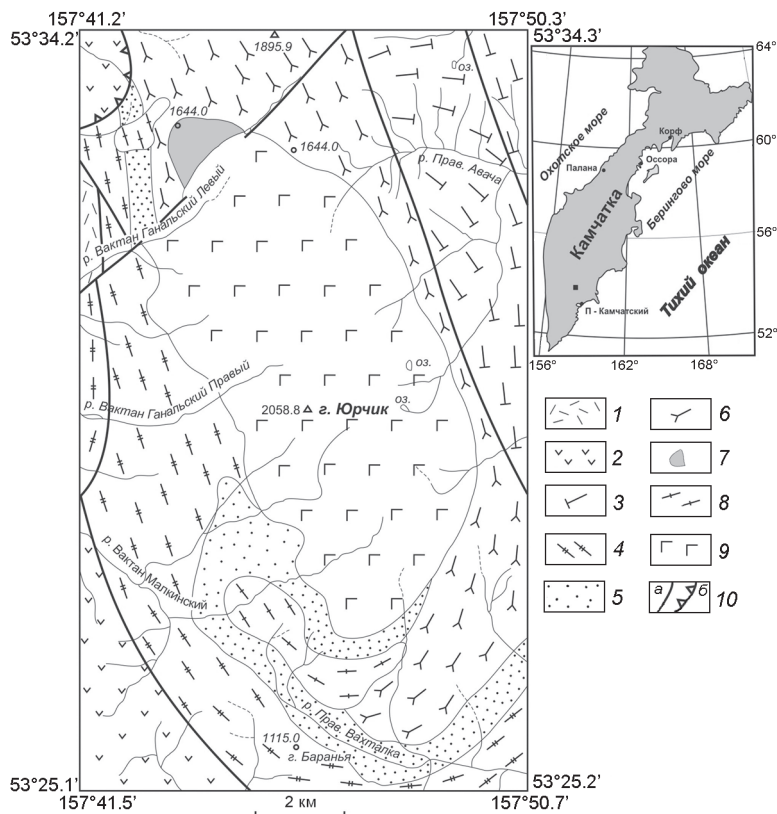 157°41.2'
157°50.3'
53°34.2'
53°34.3'
1895.9
оз.
1644.0
1644.0
р. Прав. Авача
р. Вактан Ганальский Левый
оз.
р. Вактан Ганальский Правый
2058.8 г. Юрчик
оз.
р. Вактан Малкинский
р. Прав. Вахталка
1115.0
г. Баранья
53°25.1'
53°25.2'
157°41.5'
2 км
157°50.7'
64°
Охотское море
Корф
60°
Палана
Оссора
Берингово море
Камчатка
56°
Тихий океан
П - Камчатский
52°
156°
162°
168°
1
6
2
7
3
8
4
9
5
а
б
10